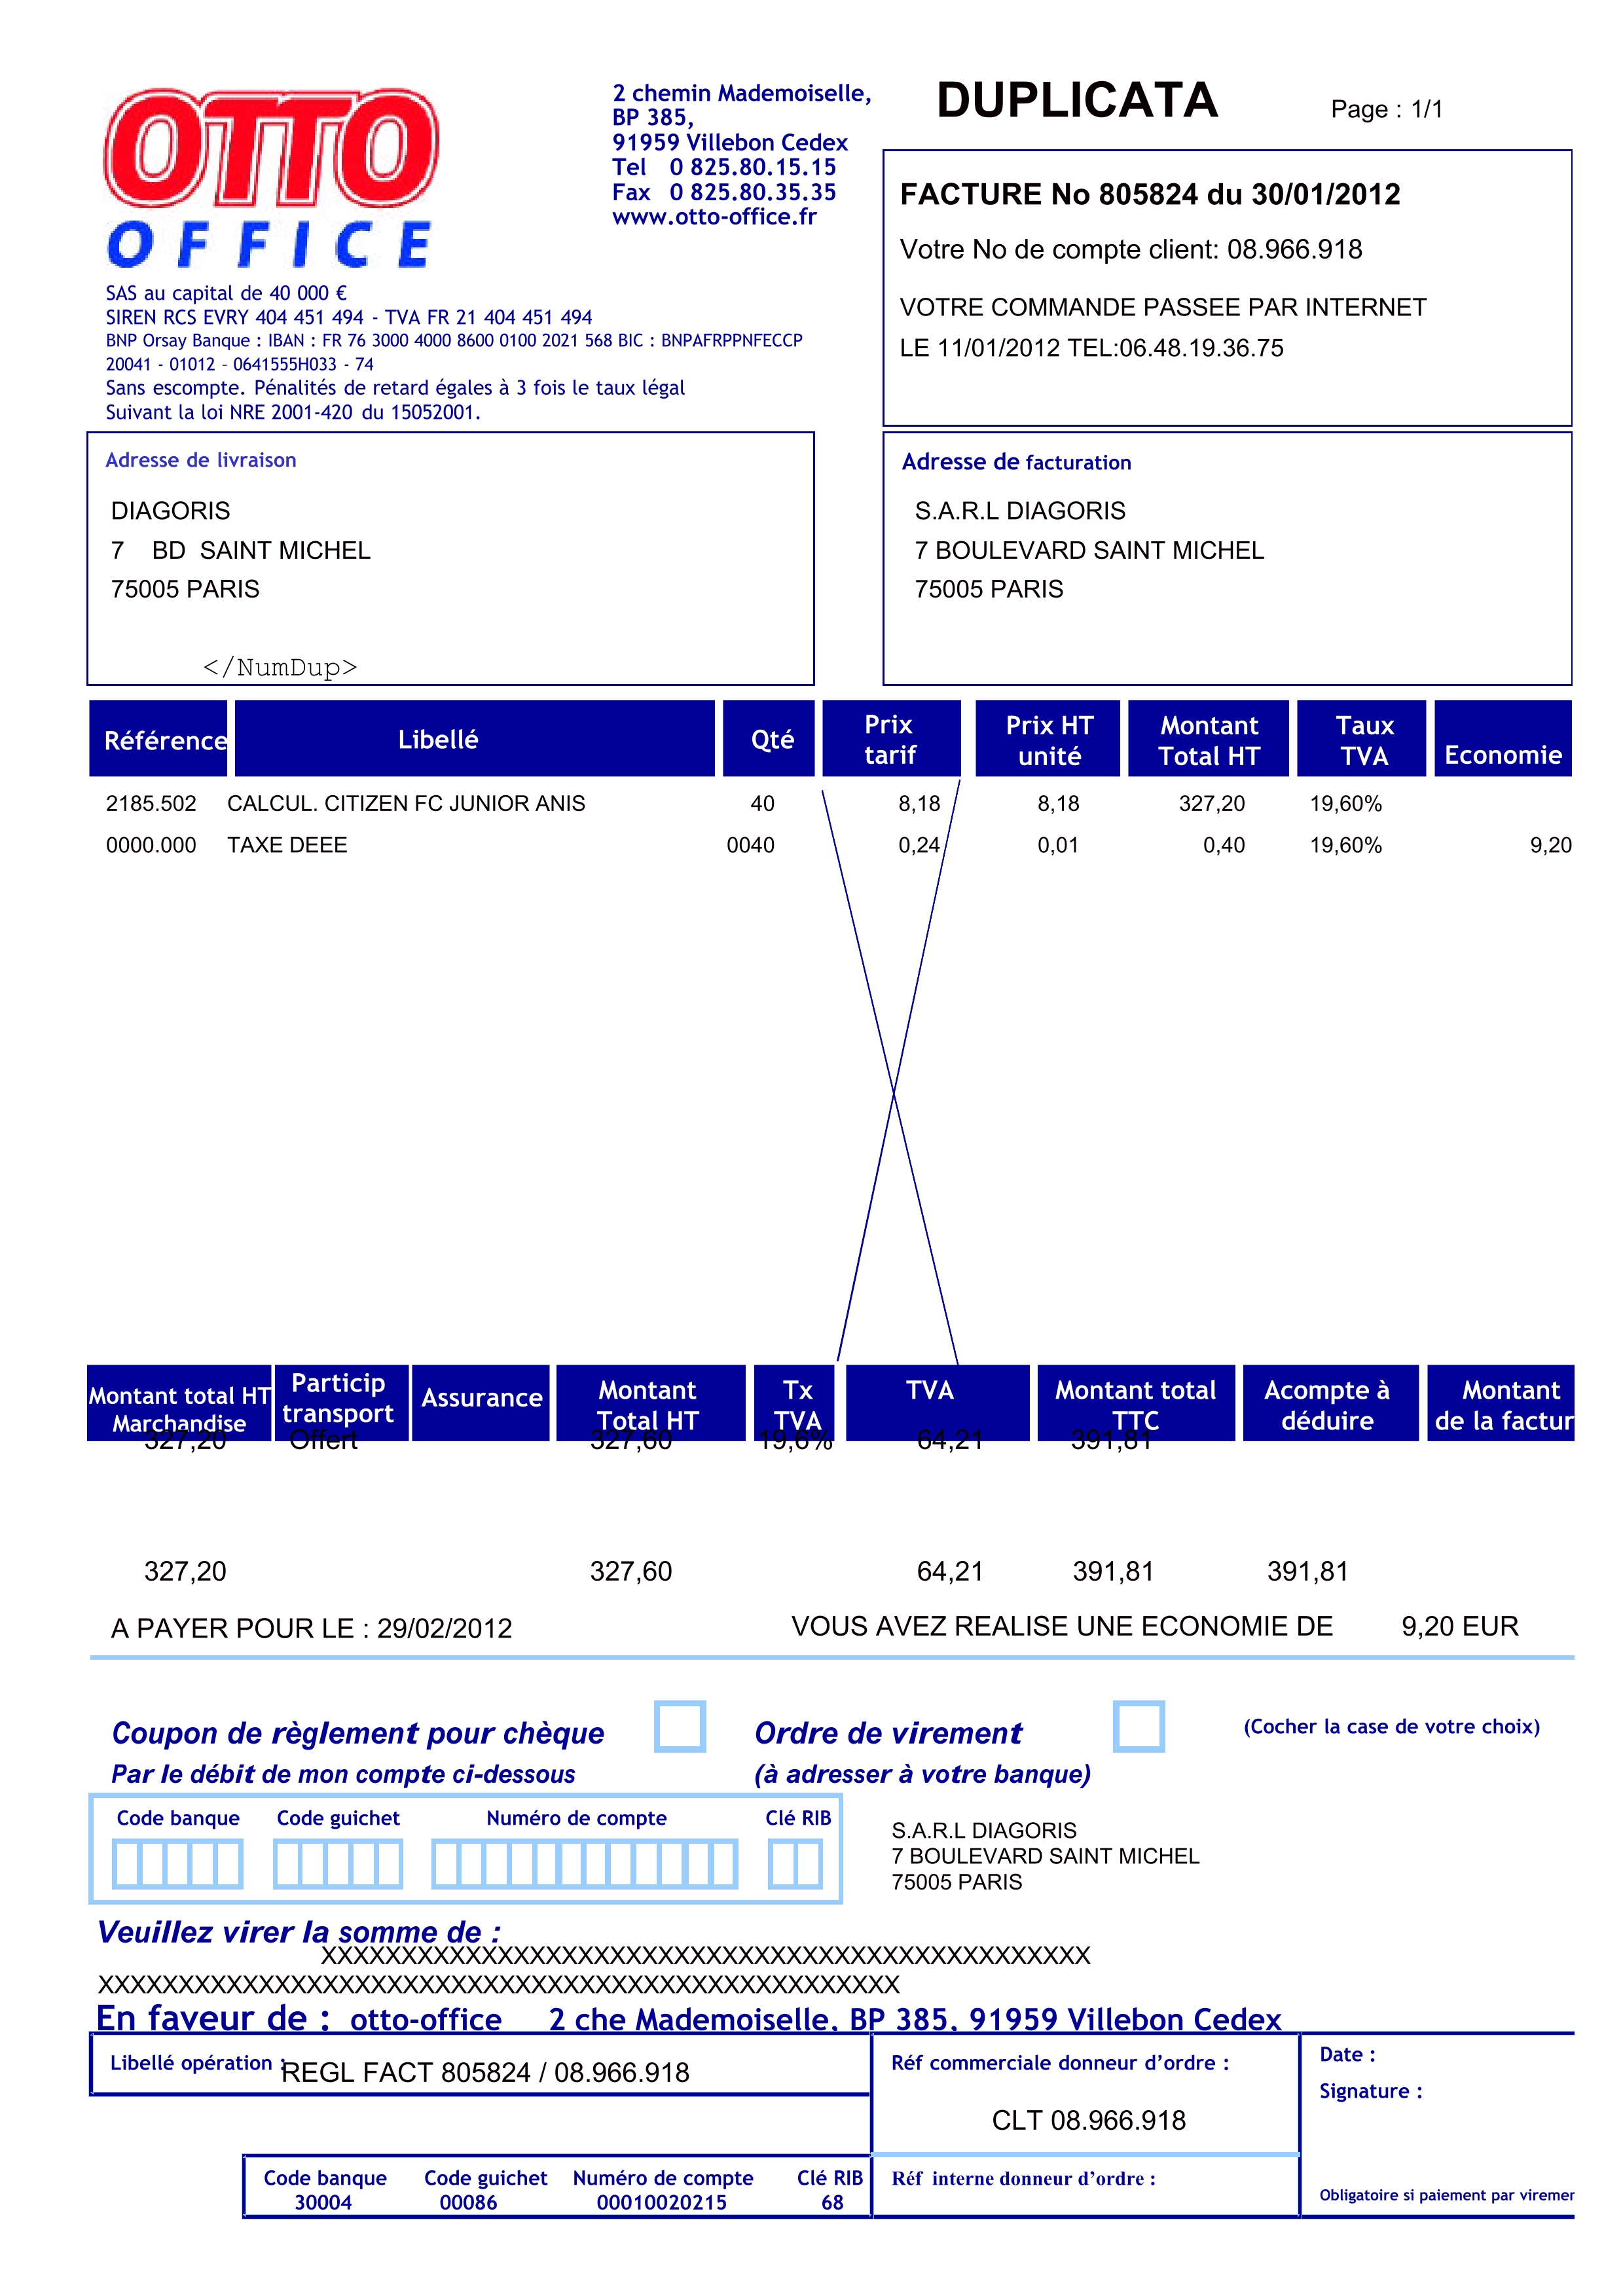 OTTO
OFFICE
2 chemin Mademoiselle,
BP 385,
91959 Villebon Cedex
Tel 0 825.80.15.15
Fax 0 825.80.35.35
www.otto-office.fr
DUPLICATA
Page : 1/1
FACTURE No 805824 du 30/01/2012
Votre No de compte client: 08.966.918
VOTRE COMMANDE PASSEE PAR INTERNET
LE 11/01/2012 TEL:06.48.19.36.75
SAS au capital de 40 000 €
SIREN RCS EVRY 404 451 494 - TVA FR 21 404 451 494
BNP Orsay Banque : IBAN : FR 76 3000 4000 8600 0100 2021 568 BIC : BNPAFRPPNFECCP
20041 - 01012 - 0641555H033 - 74
Sans escompte. Pénalités de retard égales à 3 fois le taux légal
Suivant la loi NRE 2001-420 du 15052001.
Adresse de livraison
DIAGORIS
7 BD SAINT MICHEL
75005 PARIS
</NumDup>
Adresse de facturation
S.A.R.L DIAGORIS
7 BOULEVARD SAINT MICHEL
75005 PARIS
Référence Libellé Qté Prix tarif Prix HT unité Montant Total HT Taux TVA Economie
2185.502 CALCUL. CITIZEN FC JUNIOR ANIS 40 8,18 8,18 327,20 19,60%
0000.000 TAXE DEEE 0040 0,24 0,01 0,40 19,60% 9,20
Montant total HT Marchandise Particip transport Assurance Montant Total HT Tx TVA TVA Montant total TTC Acompte à déduire Montant de la factur
327,20 Offert 327,60 19,6% 64,21 391,81
327,20 327,60 64,21 391,81 391,81
A PAYER POUR LE : 29/02/2012 VOUS AVEZ REALISE UNE ECONOMIE DE 9,20 EUR
Coupon de règlement pour chèque Ordre de virement (Cocher la case de votre choix)
Par le débit de mon compte ci-dessous (à adresser à votre banque)
Code banque Code guichet Numéro de compte Clé RIB
S.A.R.L DIAGORIS
7 BOULEVARD SAINT MICHEL
75005 PARIS
Veuillez virer la somme de :
XXXXXXXXXXXXXXXXXXXXXXXXXXXXXXXXXXXXXXXXXXXXXXXX
XXXXXXXXXXXXXXXXXXXXXXXXXXXXXXXXXXXXXXXXXXXXXXXXXX
En faveur de : otto-office 2 che Mademoiselle, BP 385, 91959 Villebon Cedex
Libellé opération : REGL FACT 805824 / 08.966.918
Réf commerciale donneur d’ordre :
CLT 08.966.918
Date :
Signature :
Code banque Code guichet Numéro de compte Clé RIB
30004 00086 00010020215 68
Réf interne donneur d’ordre :
Obligatoire si paiement par viremen